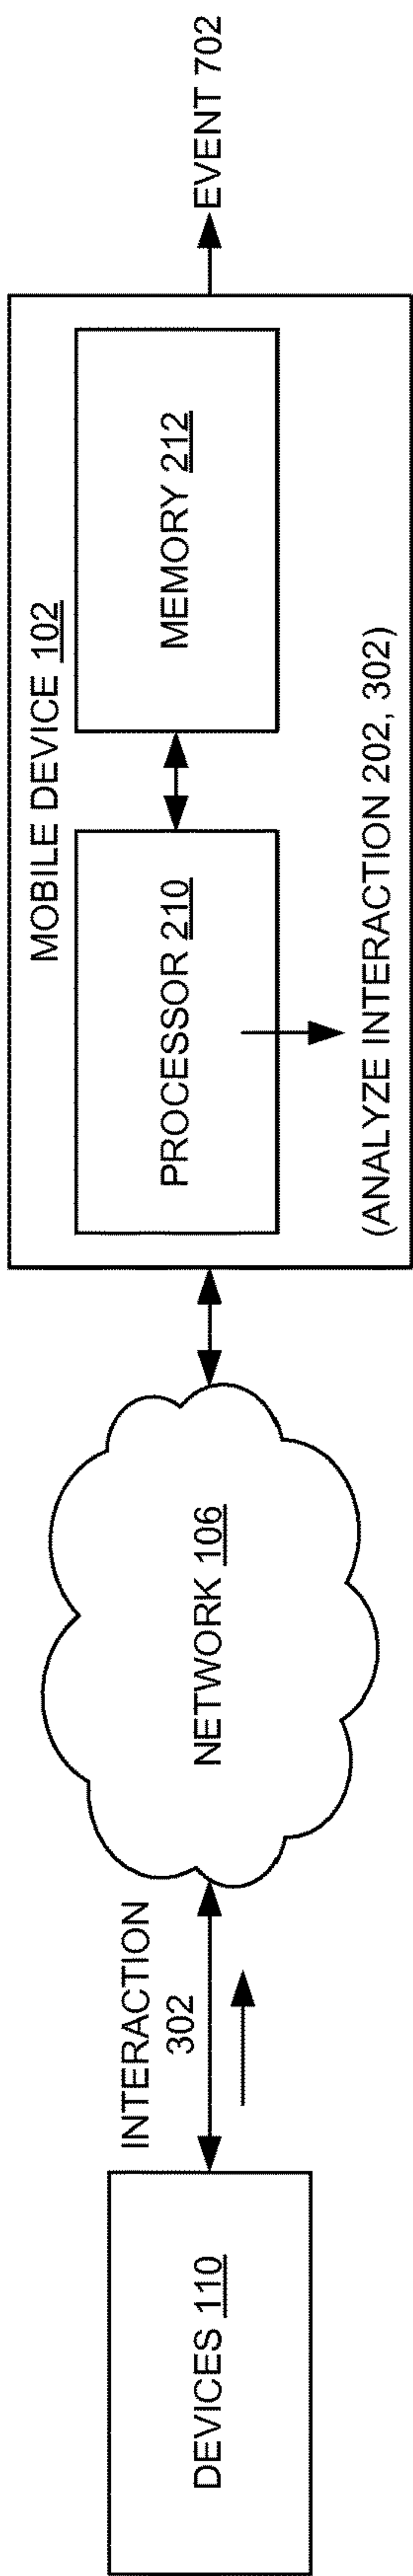 DEVICES 110
INTERACTION
302
NETWORK 106
MOBILE DEVICE 102
PROCESSOR 210
MEMORY 212
(ANALYZE INTERACTION 202, 302)
EVENT 702